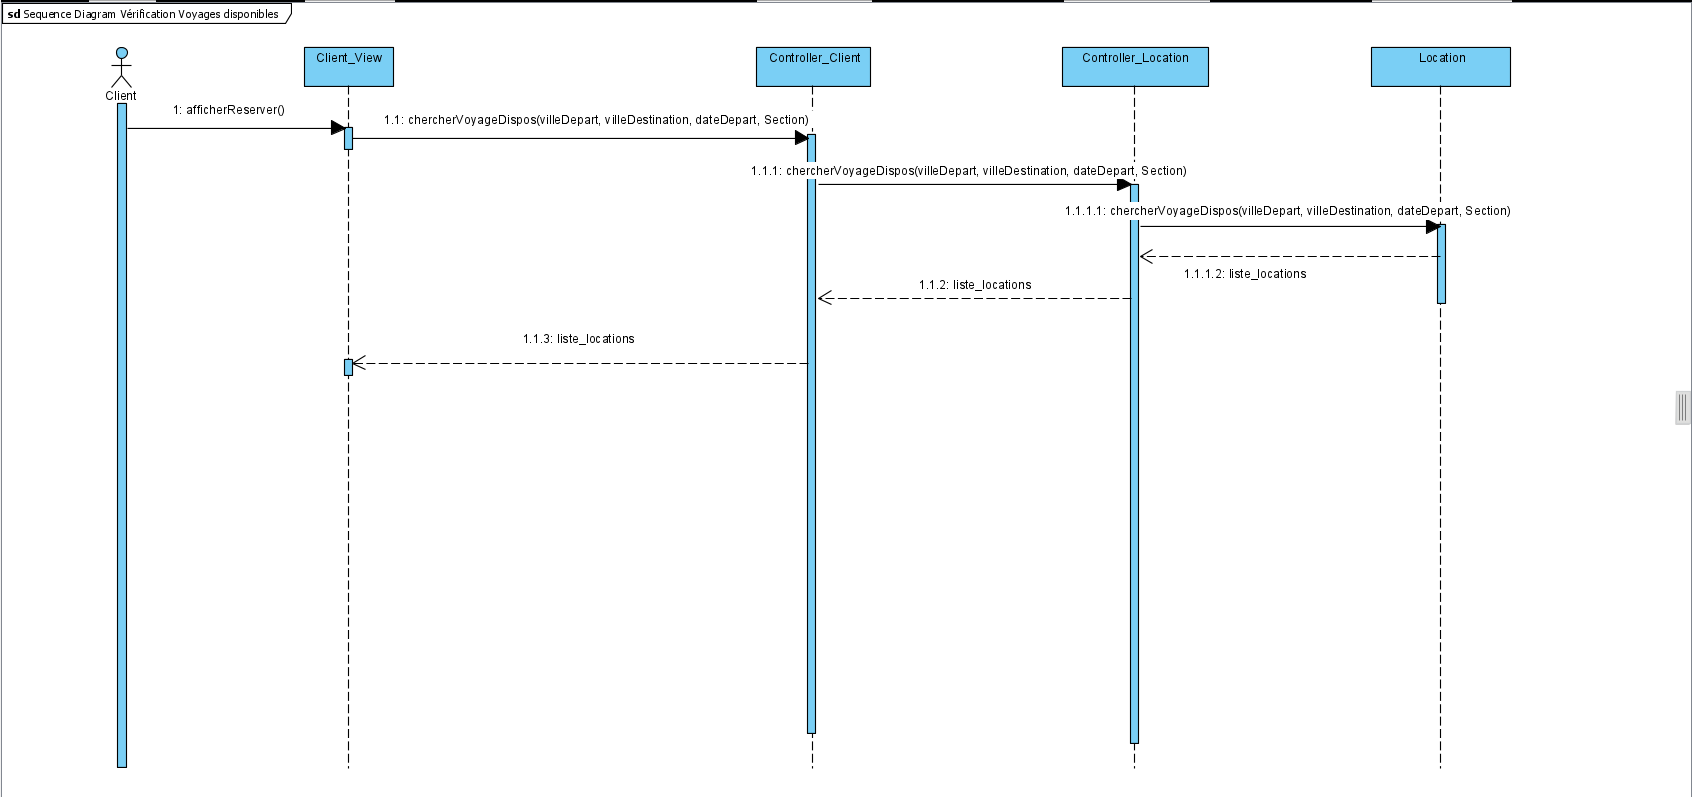 sd Sequence Diagram Vérification Voyages disponibles
Client_View
Controller_Client
Controller_Location
Location
Client
1: afficherReserver()
1.1: chercherVoyageDispos(villeDepart, villeDestination, dateDepart, Section)
1.1.1: chercherVoyageDispos(villeDepart, villeDestination, dateDepart, Section)
1.1.1.1: chercherVoyageDispos(villeDepart, villeDestination, dateDepart, Section)
1.1.1.2: liste_locations
1.1.2: liste_locations
1.1.3: liste_locations